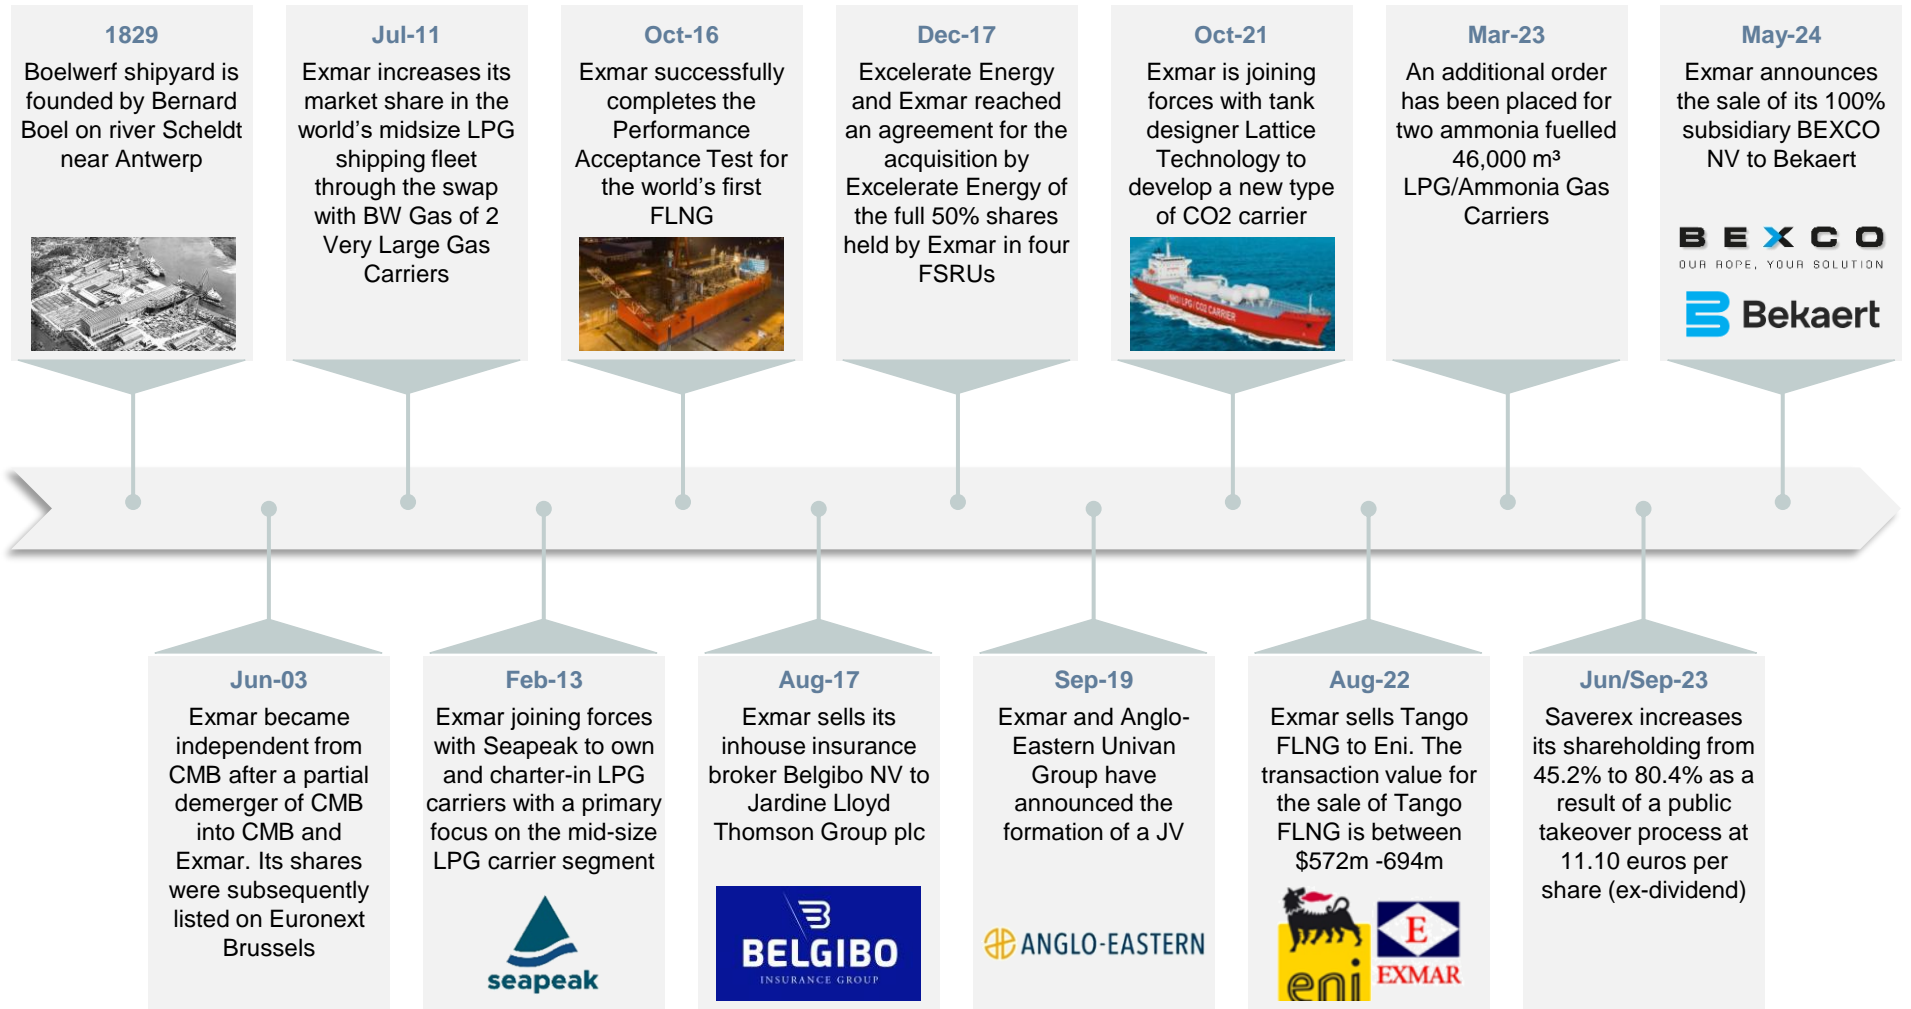 1829
Boelwerf shipyard is
founded by Bernard
Boel on river Scheldt
near Antwerp
Jul-11
Exmar increases its
market share in the
world's midsize LPG
shipping fleet
through the swap
with BW Gas of 2
Very Large Gas
Carriers
Oct-16
Exmar successfully
completes the
Performance
Acceptance Test for
the world's first
FLNG
Dec-17
Excelerate Energy
and Exmar reached
an agreement for the
acquisition by
Excelerate Energy of
the full 50% shares
held by Exmar in four
FSRUs
Oct-21
Exmar is joining
forces with tank
designer Lattice
Technology to
develop a new type
of CO2 carrier
NH3 / LPG / CO2 CARRIER
Mar-23
An additional order
has been placed for
two ammonia fuelled
46,000 m³
LPG/Ammonia Gas
Carriers
May-24
Exmar announces
the sale of its 100%
subsidiary BEXCO
NV to Bekaert
BEXCO
OUR ROPE, YOUR SOLUTION
Bekaert
Jun-03
Exmar became
independent from
CMB after a partial
demerger of CMB
into CMB and
Exmar. Its shares
were subsequently
listed on Euronext
Brussels
Feb-13
Exmar joining forces
with Seapeak to own
and charter-in LPG
carriers with a primary
focus on the mid-size
LPG carrier segment
seapeak
Aug-17
Exmar sells its
inhouse insurance
broker Belgibo NV to
Jardine Lloyd
Thomson Group plc
BELGIBO
INSURANCE GROUP
Sep-19
Exmar and Anglo-
Eastern Univan
Group have
announced the
formation of a JV
ANGLO-EASTERN
Aug-22
Exmar sells Tango
FLNG to Eni. The
transaction value for
the sale of Tango
FLNG is between
$572m -694m
eni
E
EXMAR
Jun/Sep-23
Saverex increases
its shareholding from
45.2% to 80.4% as a
result of a public
takeover process at
11.10 euros per
share (ex-dividend)